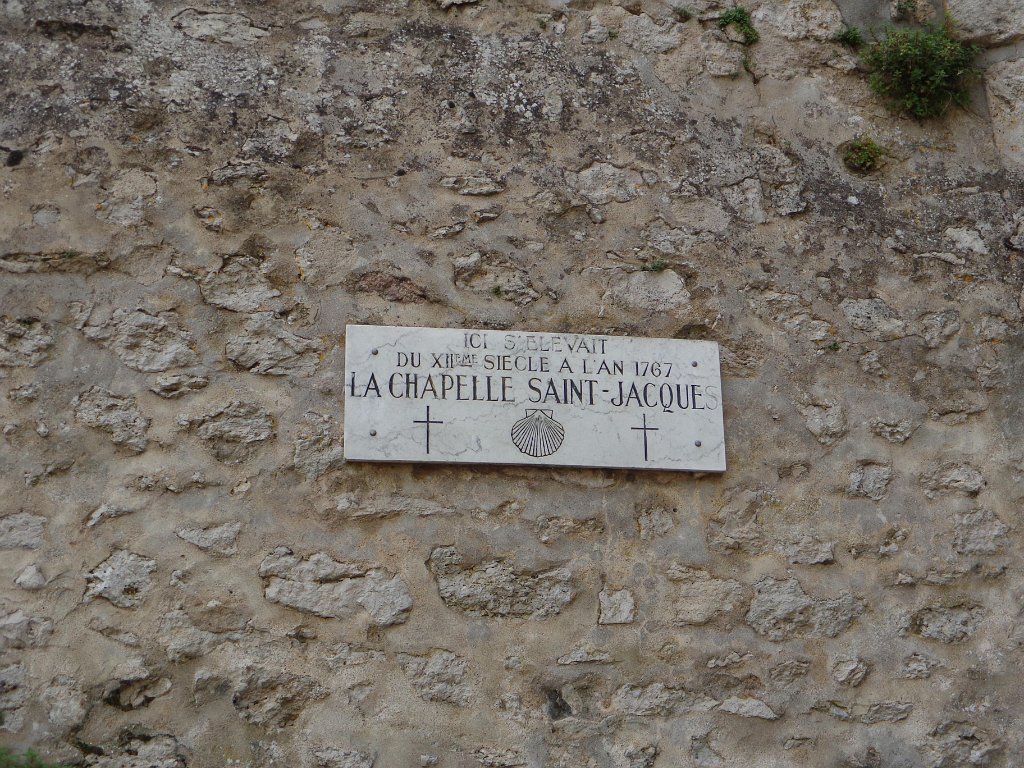 ICI S'ELEVAIT
DU XIIÈME SIECLE A L'AN 1767
LA CHAPELLE SAINT-JACQUES